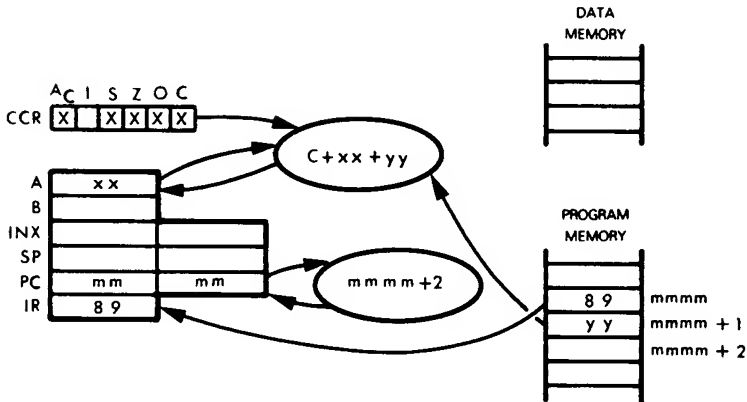 DATA
MEMORY
AC I S Z O C
CCR X X X X X
C+xx+yy
A xx
B
INX
SP
PC mm mm
IR 89
mmmm+2
PROGRAM
MEMORY
89 mmmm
yy mmmm + 1
mmmm + 2